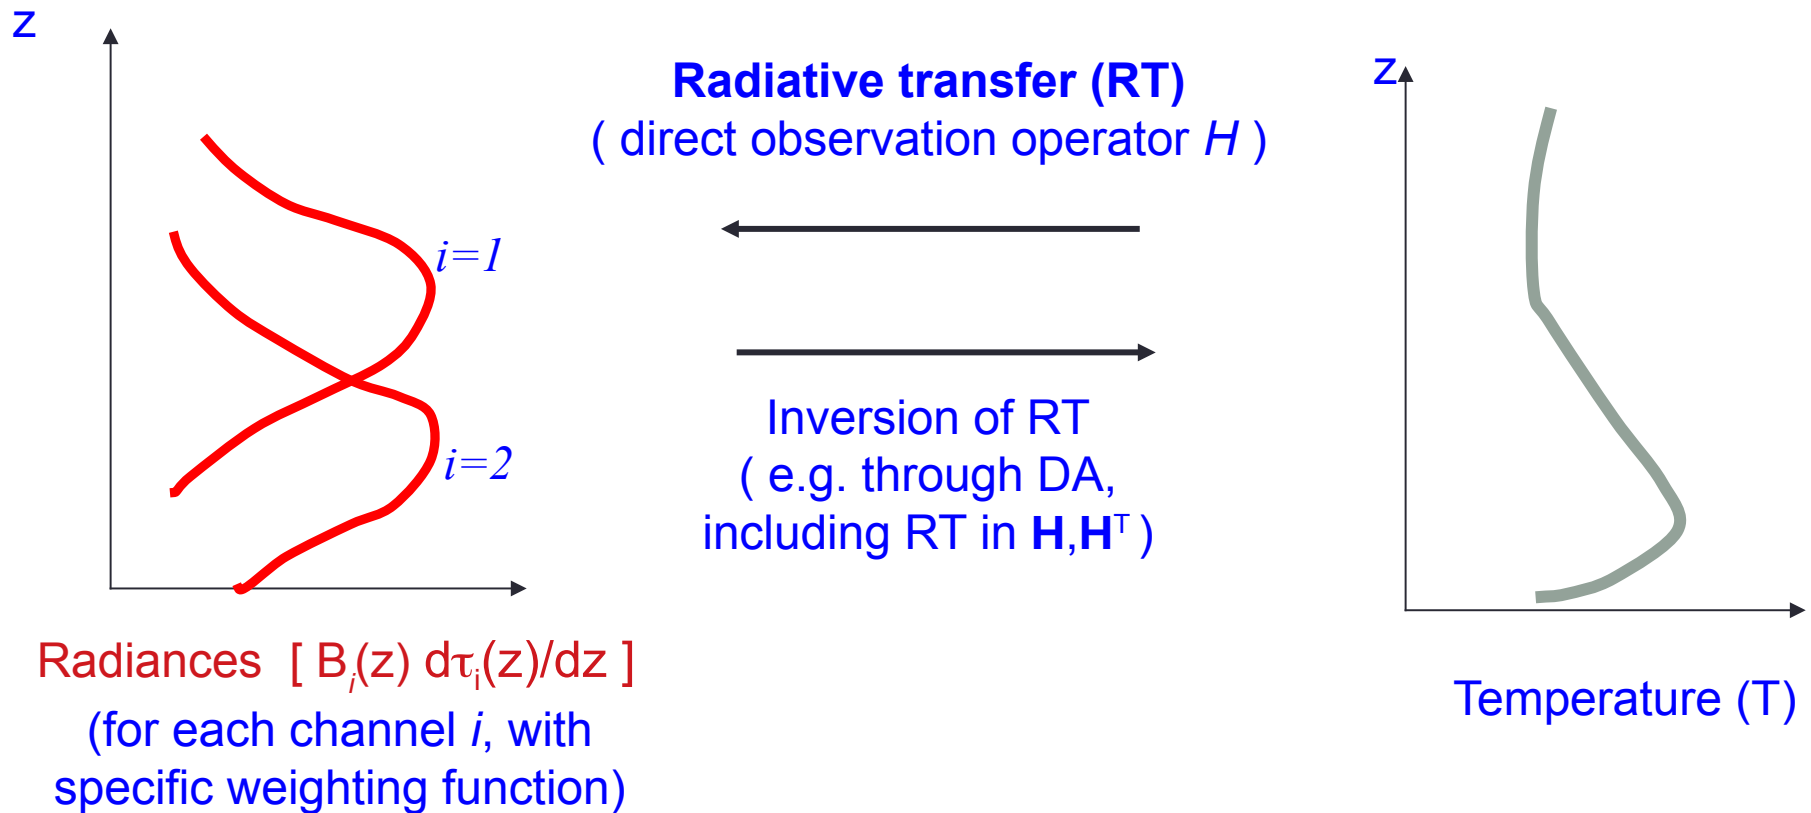 z
Radiative transfer (RT)
( direct observation operator H )
z
i=1
i=2
Inversion of RT
( e.g. through DA,
including RT in H,Hᵀ )
Radiances [ Bᵢ(z) dτᵢ(z)/dz ]
(for each channel i, with
specific weighting function)
Temperature (T)